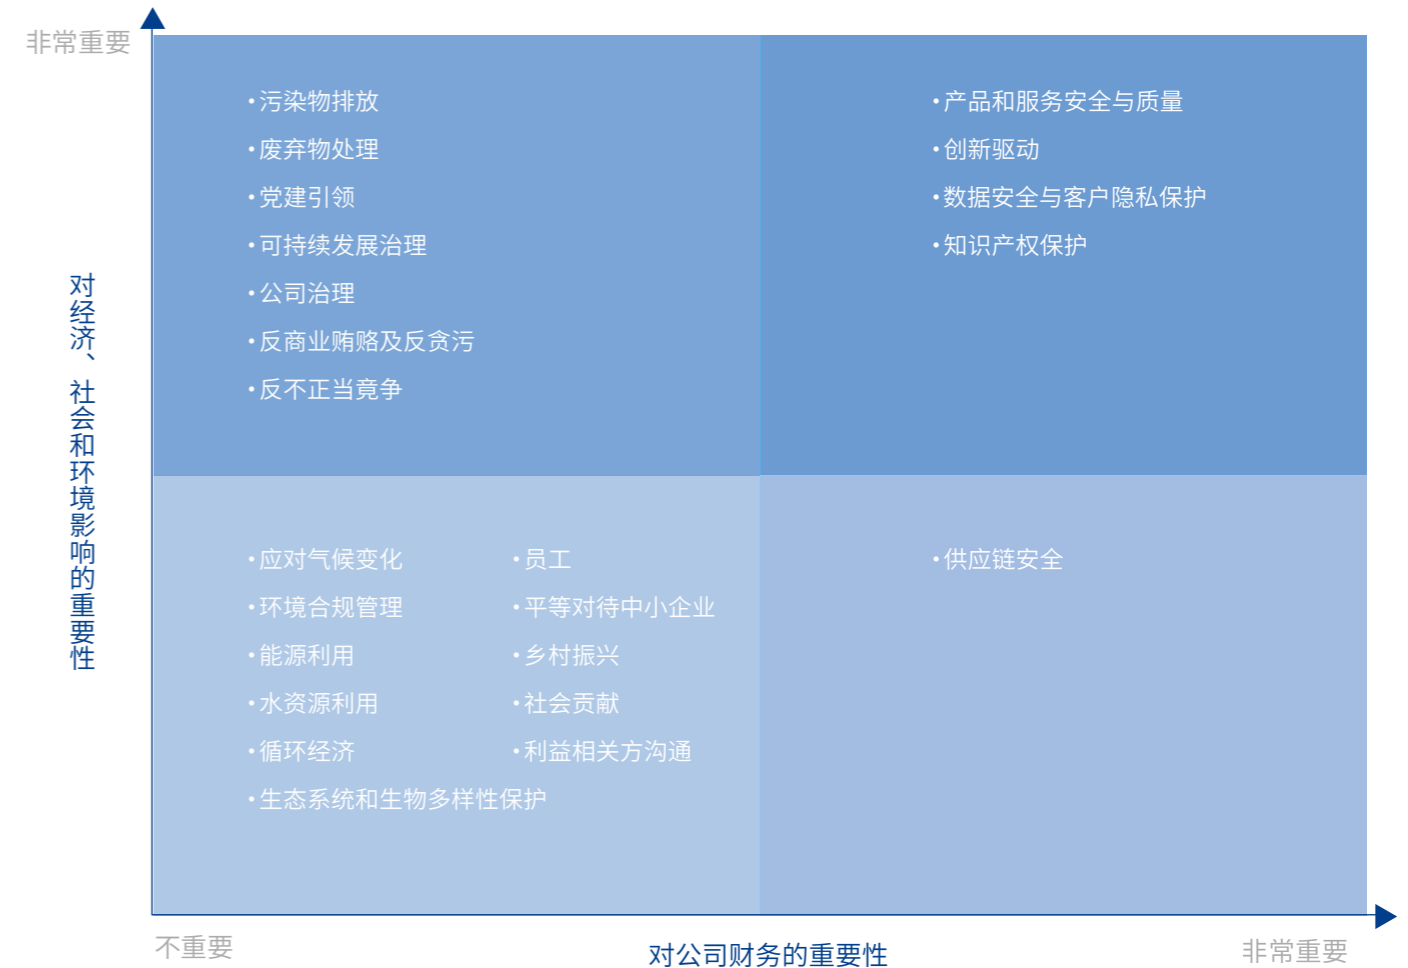 非常重要
对经济、社会和环境影响的重要性
·污染物排放
·废弃物处理
·党建引领
·可持续发展治理
·公司治理
·反商业贿赂及反贪污
·反不正当竟争
·产品和服务安全与质量
·创新驱动
·数据安全与客户隐私保护
·知识产权保护
·应对气候变化
·环境合规管理
·能源利用
·水资源利用
·循环经济
·生态系统和生物多样性保护
·员工
·平等对待中小企业
·乡村振兴
·社会贡献
·利益相关方沟通
·供应链安全
不重要
对公司财务的重要性
非常重要